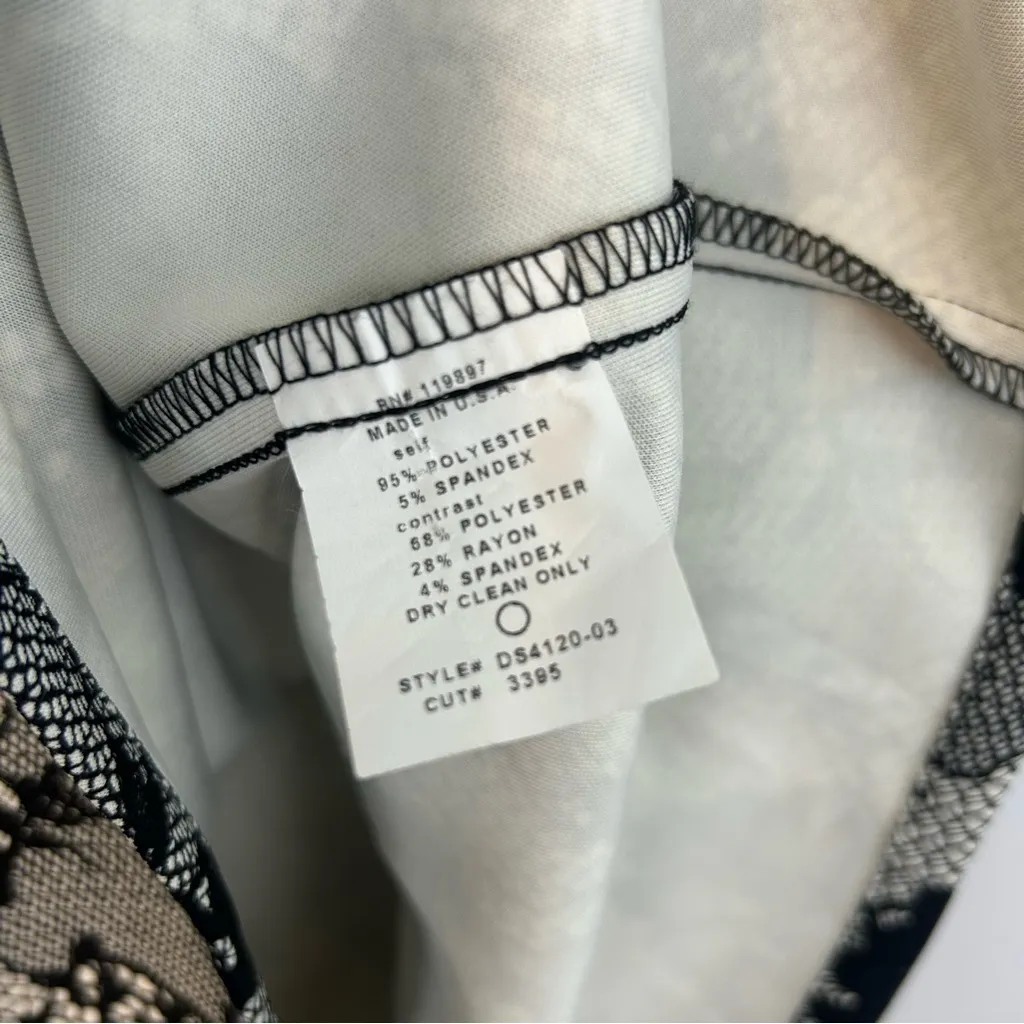 RN# 119897
MADE IN U.S.A.
self
95% POLYESTER
5% SPANDEX
contrast
68% POLYESTER
28% RAYON
4% SPANDEX
DRY CLEAN ONLY
STYLE# DS4120-03
CUT# 3395